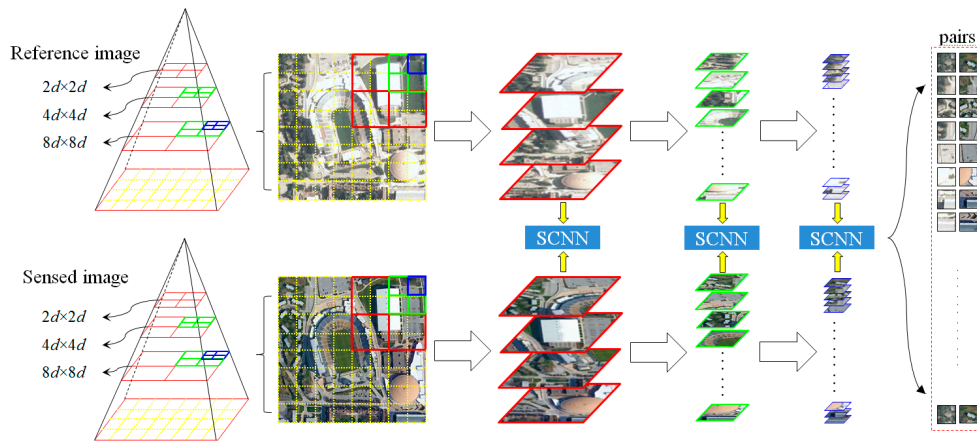 Reference image
2d×2d
4d×4d
8d×8d
pairs
SCNN
SCNN
SCNN
Sensed image
2d×2d
4d×4d
8d×8d